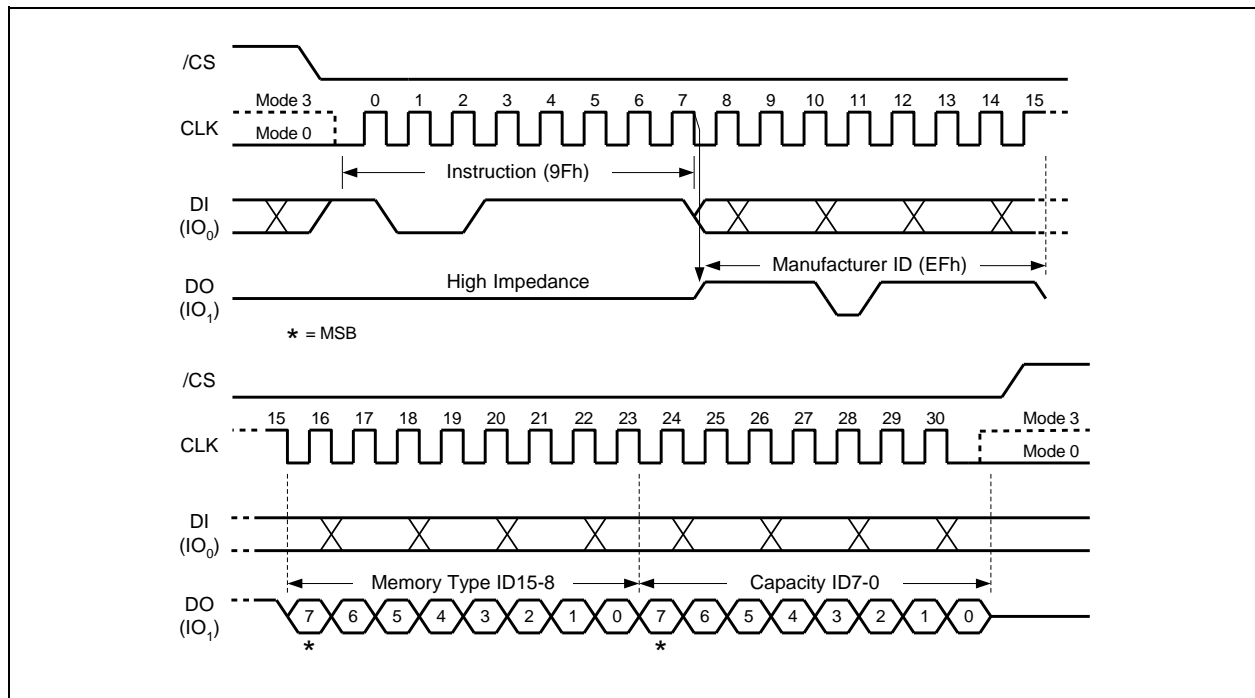 /CS
Mode 3 0 1 2 3 4 5 6 7 8 9 10 11 12 13 14 15
CLK
Mode 0
Instruction (9Fh)
DI
(IO0)
Manufacturer ID (EFh)
High Impedance
DO
(IO1)
* = MSB
/CS
15 16 17 18 19 20 21 22 23 24 25 26 27 28 29 30 Mode 3
CLK
Mode 0
DI
(IO0)
Memory Type ID15-8 Capacity ID7-0
DO
(IO1)
7 6 5 4 3 2 1 0 7 6 5 4 3 2 1 0
* *